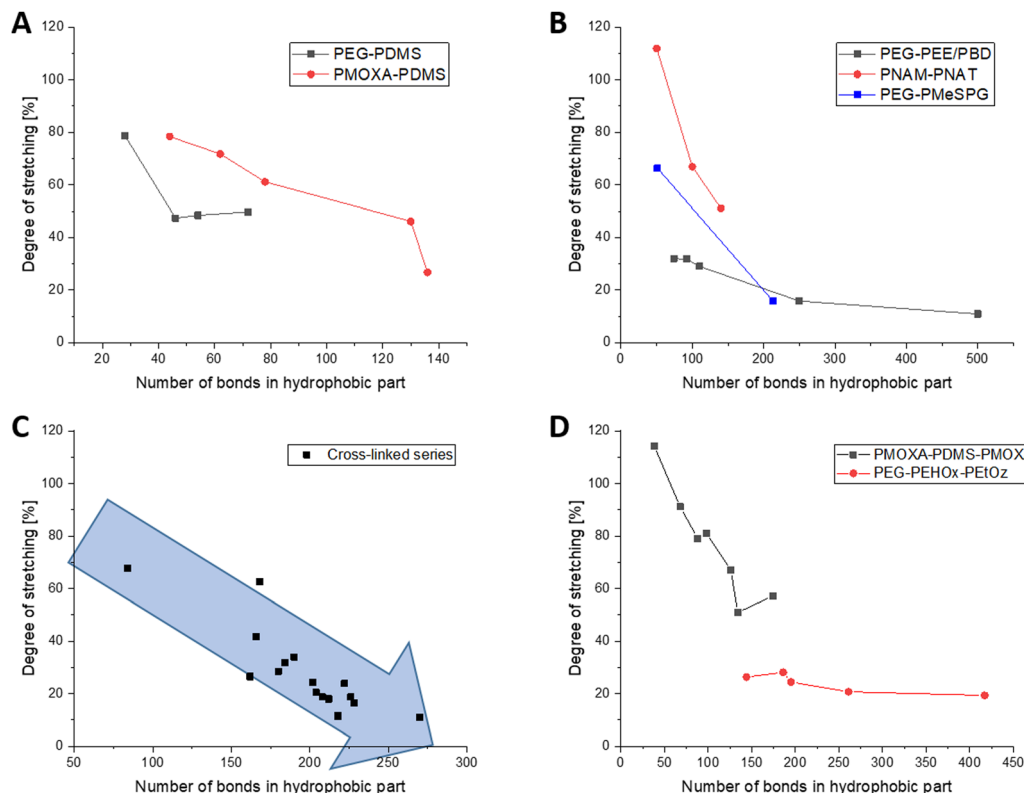 A
Degree of stretching [%]
120
100
80
60
40
20
0
PEG-PDMS
PMOXA-PDMS
20 40 60 80 100 120 140
Number of bonds in hydrophobic part
B
Degree of stretching [%]
120
100
80
60
40
20
0
PEG-PEE/PBD
PNAM-PNAT
PEG-PMeSPG
0 100 200 300 400 500
Number of bonds in hydrophobic part
C
Degree of stretching [%]
120
100
80
60
40
20
0
Cross-linked series
50 100 150 200 250 300
Number of bonds in hydrophobic part
D
Degree of stretching [%]
120
100
80
60
40
20
0
PMOXA-PDMS-PMOX
PEG-PEHOx-PEtOz
0 50 100 150 200 250 300 350 400 450
Number of bonds in hydrophobic part